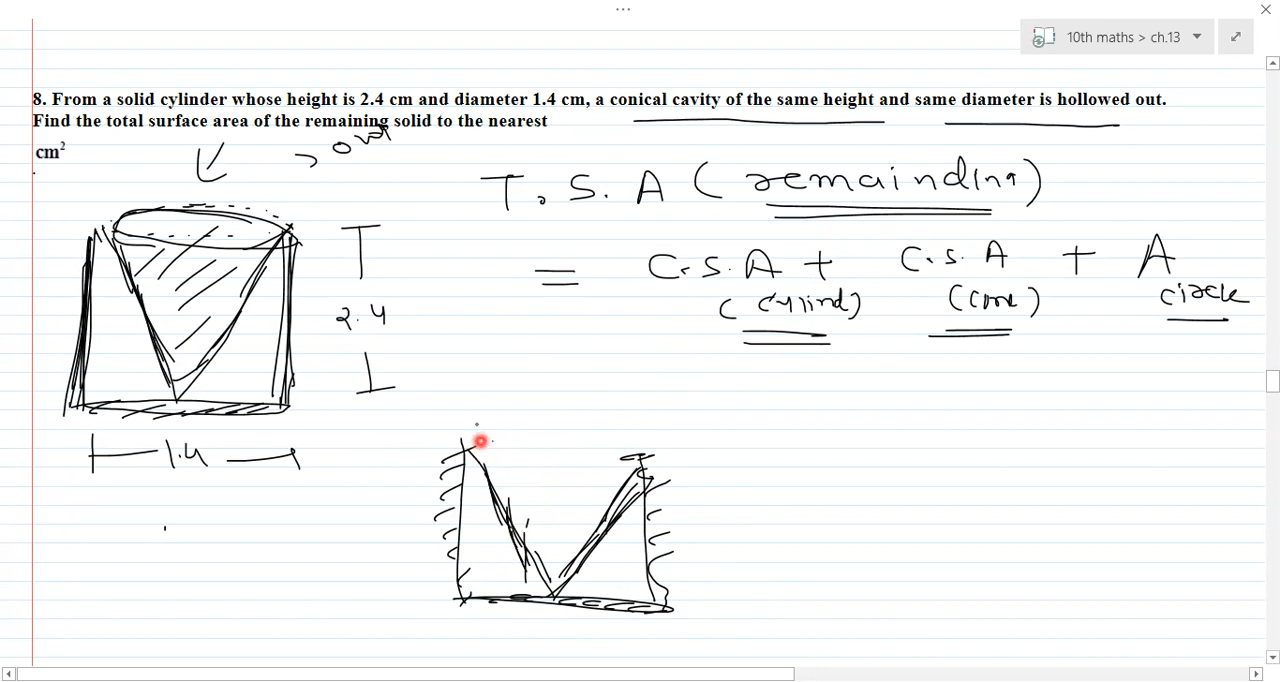 10th maths > ch.13
8. From a solid cylinder whose height is 2.4 cm and diameter 1.4 cm, a conical cavity of the same height and same diameter is hollowed out.
Find the total surface area of the remaining solid to the nearest
cm²
.
T.S.A (remainding)
= C.S.A + C.S.A + A
(cylind) (cone) circle
2.4
1.4